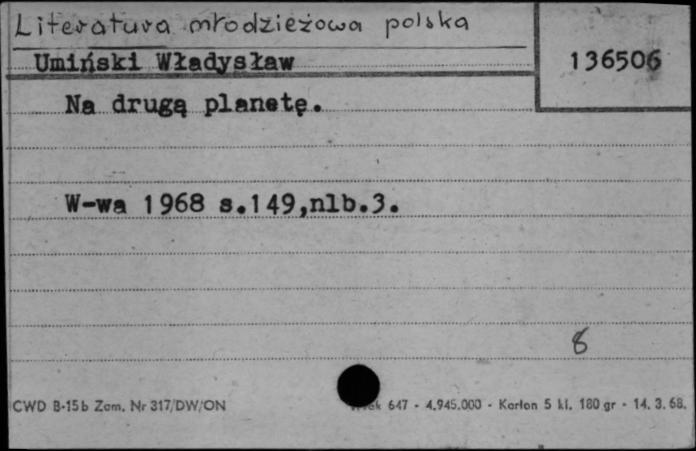 Literatura młodzieżowa polska
Umiński Władysław
136506
Na drugą planetę.
W-wa 1968 s.149,nlb.3.
8
CWD B-15b Zam. Nr 317/DW/ON
647 - 4.945.000 - Karton 5 kl. 180 gr - 14. 3. 68.